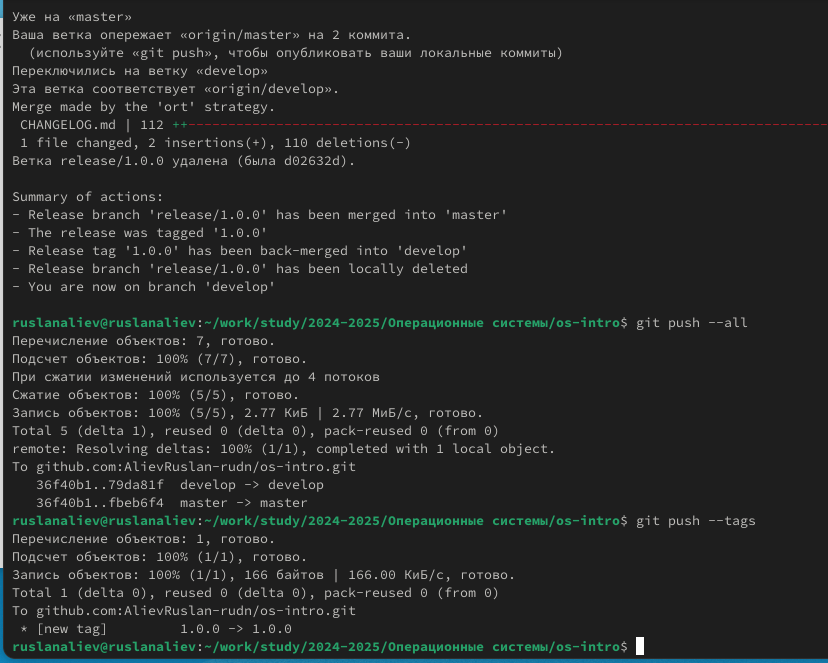 Уже на «master»
Ваша ветка опережает «origin/master» на 2 коммита.
  (используйте «git push», чтобы опубликовать ваши локальные коммиты)
Переключились на ветку «develop»
Эта ветка соответствует «origin/develop».
Merge made by the 'ort' strategy.
 CHANGELOG.md | 112 ++--------------------------------------------------------------------------------
 1 file changed, 2 insertions(+), 110 deletions(-)
Ветка release/1.0.0 удалена (была d02632d).

Summary of actions:
- Release branch 'release/1.0.0' has been merged into 'master'
- The release was tagged '1.0.0'
- Release tag '1.0.0' has been back-merged into 'develop'
- Release branch 'release/1.0.0' has been locally deleted
- You are now on branch 'develop'

ruslanaliev@ruslanaliev:~/work/study/2024-2025/Операционные системы/os-intro$ git push --all
Перечисление объектов: 7, готово.
Подсчет объектов: 100% (7/7), готово.
При сжатии изменений используется до 4 потоков
Сжатие объектов: 100% (5/5), готово.
Запись объектов: 100% (5/5), 2.77 КиБ | 2.77 МиБ/с, готово.
Total 5 (delta 1), reused 0 (delta 0), pack-reused 0 (from 0)
remote: Resolving deltas: 100% (1/1), completed with 1 local object.
To github.com:AlievRuslan-rudn/os-intro.git
   36f40b1..79da81f  develop -> develop
   36f40b1..fbeb6f4  master -> master
ruslanaliev@ruslanaliev:~/work/study/2024-2025/Операционные системы/os-intro$ git push --tags
Перечисление объектов: 1, готово.
Подсчет объектов: 100% (1/1), готово.
Запись объектов: 100% (1/1), 166 байтов | 166.00 КиБ/с, готово.
Total 1 (delta 0), reused 0 (delta 0), pack-reused 0 (from 0)
To github.com:AlievRuslan-rudn/os-intro.git
 * [new tag]         1.0.0 -> 1.0.0
ruslanaliev@ruslanaliev:~/work/study/2024-2025/Операционные системы/os-intro$